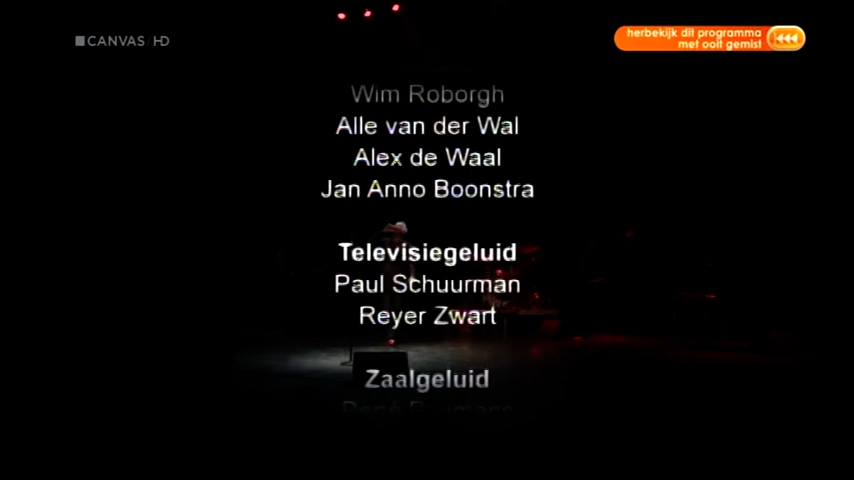 CANVAS/HD
herbekijk dit programma
met ooit gemist
Wim Roborgh
Alle van der Wal
Alex de Waal
Jan Anno Boonstra
Televisiegeluid
Paul Schuurman
Reyer Zwart
Zaalgeluid